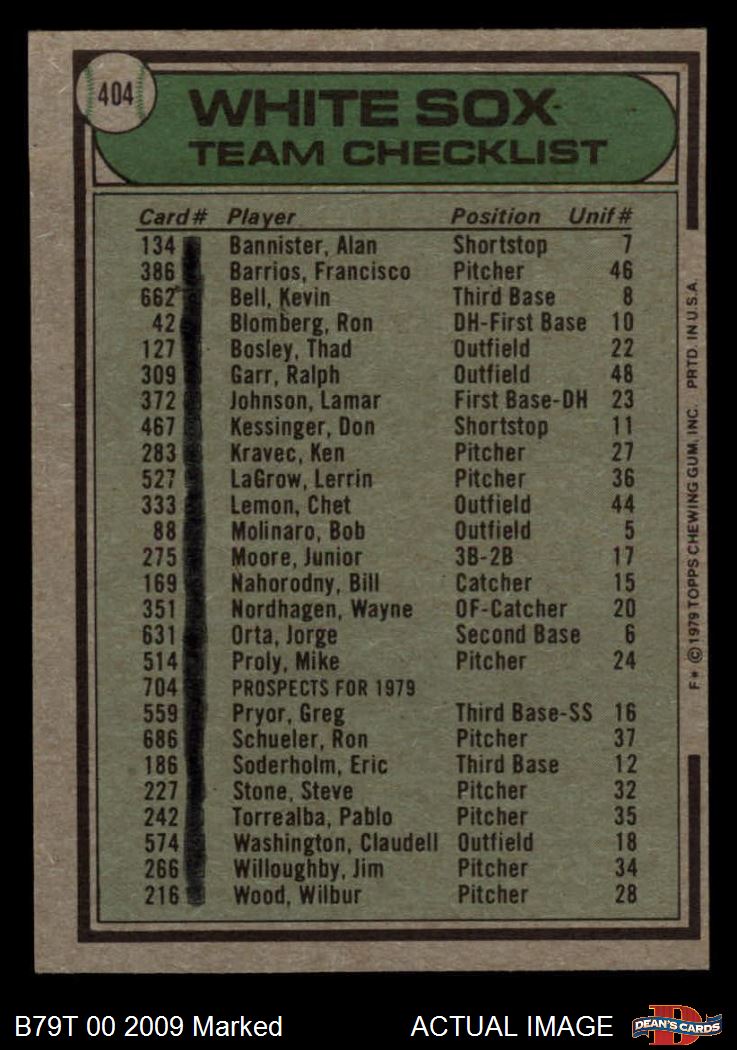 404
WHITE SOX
TEAM CHECKLIST
Card # Player Position Unif #
134 Bannister, Alan Shortstop 7
386 Barrios, Francisco Pitcher 46
662 Bell, Kevin Third Base 8
42 Blomberg, Ron DH-First Base 10
127 Bosley, Thad Outfield 22
309 Garr, Ralph Outfield 48
372 Johnson, Lamar First Base-DH 23
467 Kessinger, Don Shortstop 11
283 Kravec, Ken Pitcher 27
527 LaGrow, Lerrin Pitcher 36
333 Lemon, Chet Outfield 44
88 Molinaro, Bob Outfield 5
275 Moore, Junior 3B-2B 17
169 Nahorodny, Bill Catcher 15
351 Nordhagen, Wayne OF-Catcher 20
631 Orta, Jorge Second Base 6
514 Proly, Mike Pitcher 24
704 PROSPECTS FOR 1979
559 Pryor, Greg Third Base-SS 16
686 Schueler, Ron Pitcher 37
186 Soderholm, Eric Third Base 12
227 Stone, Steve Pitcher 32
242 Torrealba, Pablo Pitcher 35
574 Washington, Claudell Outfield 18
266 Willoughby, Jim Pitcher 34
216 Wood, Wilbur Pitcher 28
F* © 1979 TOPPS CHEWING GUM, INC. PRTD. IN U.S.A.
B79T 00 2009 Marked ACTUAL IMAGE
D
DEAN'S CARDS